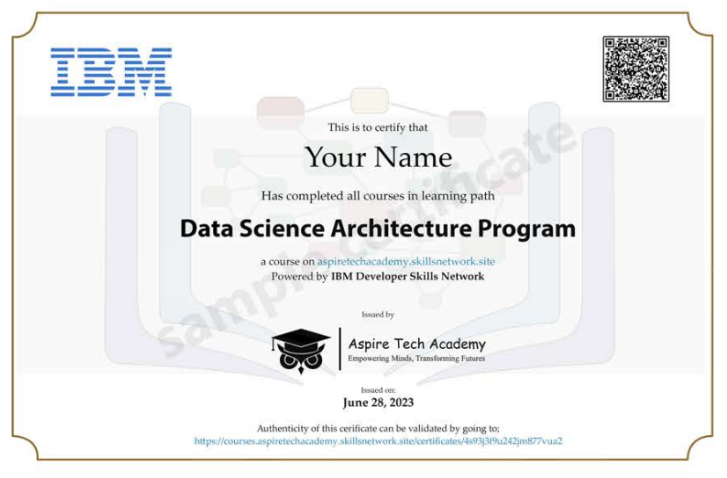 IBM
This is to certify that
Your Name
Has completed all courses in learning path
Data Science Architecture Program
a course on aspiretechacademy.skillsnetwork.site
Powered by IBM Developer Skills Network
sample certificate
Issued by
Aspire Tech Academy
Empowering Minds, Transforming Futures
Issued on:
June 28, 2023
Authenticity of this cerificate can be validated by going to;
https://courses.aspiretechacademy.skillsnetwork.site/certificates/4s93j3f9u242jm877vua2